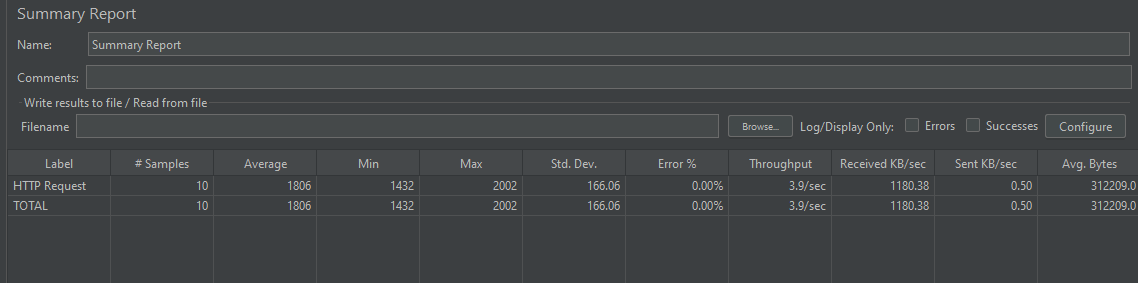 Summary Report
Name: Summary Report
Comments:
Write results to file / Read from file
Filename Browse... Log/Display Only: Errors Successes Configure
Label # Samples Average Min Max Std. Dev. Error % Throughput Received KB/sec Sent KB/sec Avg. Bytes
HTTP Request 10 1806 1432 2002 166.06 0.00% 3.9/sec 1180.38 0.50 312209.0
TOTAL 10 1806 1432 2002 166.06 0.00% 3.9/sec 1180.38 0.50 312209.0